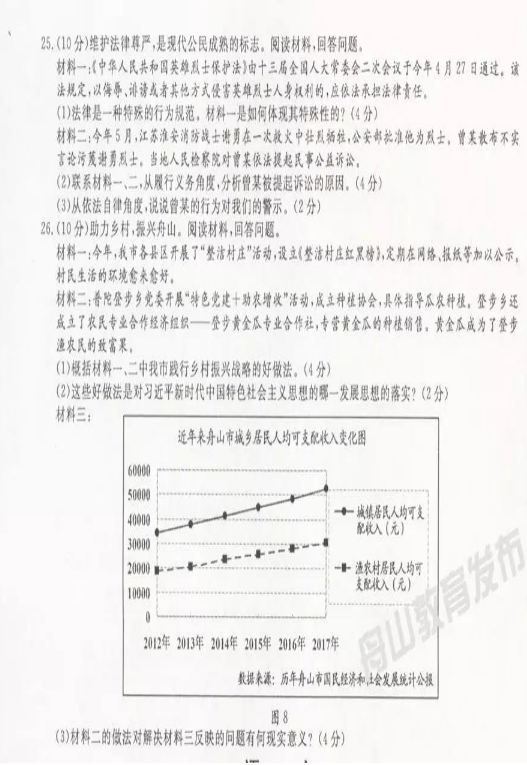 25.(10分)维护法律尊严,是现代公民成熟的标志。阅读材料,回答问题。
材料一:《中华人民共和国英雄烈士保护法》由十三届全国人大常委会二次会议于今年4月27日通过。该
法规定,以侮辱、诽谤或者其他方式侵害英雄烈士人身权利的,应依法承担法律责任。
(1)法律是一种特殊的行为规范。材料一是如何体现其特殊性的?(4分)
材料二:今年5月,江苏淮安消防战士谢勇在一次救火中壮烈牺牲,公安部批准他为烈士。曾某散布不实
言论污蔑谢勇烈士。当地人民检察院对曾某依法提起民事公益诉讼。
(2)联系材料一、二,从履行义务角度,分析曾某被提起诉讼的原因。(4分)
(3)从依法自律角度,说说曾某的行为对我们的警示。(2分)
26.(10分)助力乡村,振兴舟山。阅读材料,回答问题。
材料一:今年,我市各县区开展了“整洁村庄”活动,设立《整洁村庄红黑榜》,定期在网络、报纸等加以公示。
村民生活的环境愈来愈好。
材料二:普陀登步乡党委开展“特色党建+助农增收”活动,成立种植协会,具体指导瓜农种植。登步乡还
成立了农民专业合作经济组织——登步黄金瓜专业合作社,专营黄金瓜的种植销售。黄金瓜成为了登步
渔农民的致富果。
(1)概括材料一、二中我市践行乡村振兴战略的好做法。(4分)
(2)这些好做法是对习近平新时代中国特色社会主义思想的哪一发展思想的落实?(2分)
材料三:
近年来舟山市城乡居民人均可支配收入变化图
60000
50000
40000
30000
20000
10000
0
2012年 2013年 2014年 2015年 2016年 2017年
城镇居民人均可支
配收入(元)
渔农村居民人均可
支配收入(元)
数据来源:历年舟山市国民经济和社会发展统计公报
图8
(3)材料二的做法对解决材料三反映的问题有何现实意义?(4分)
舟山教育发布